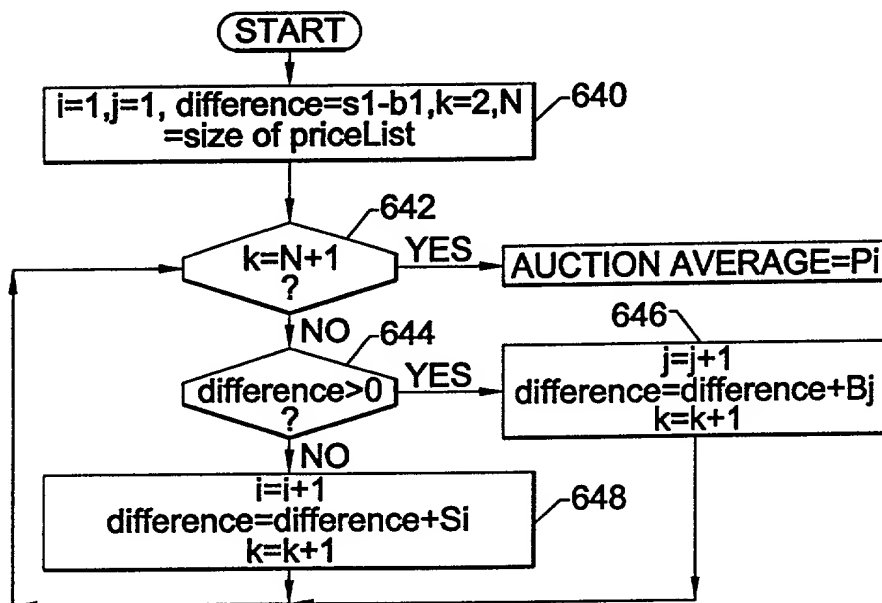 START
i=1,j=1, difference=s1-b1,k=2,N
=size of priceList
640
642
k=N+1
?
YES
AUCTION AVERAGE=Pi
NO
644
646
difference>0
?
YES
j=j+1
difference=difference+Bj
k=k+1
NO
i=i+1
difference=difference+Si
k=k+1
648